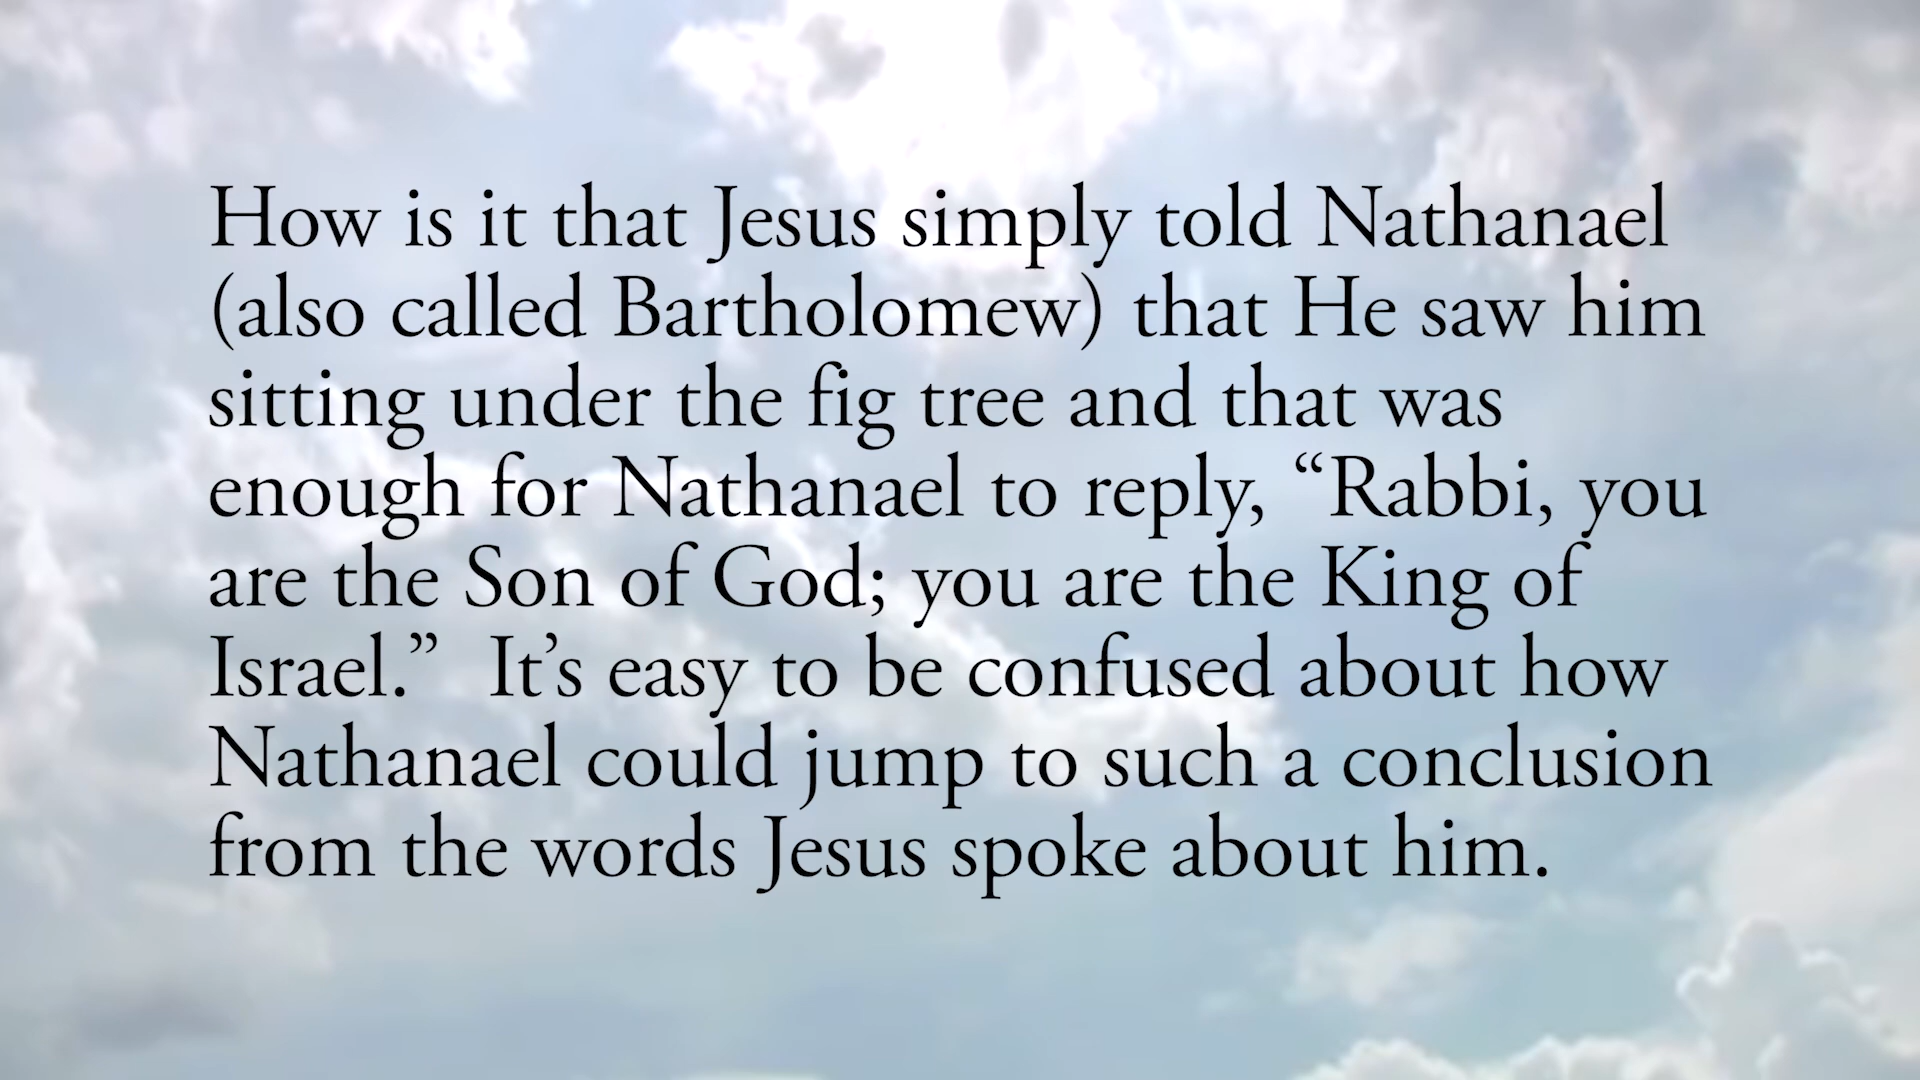 How is it that Jesus simply told Nathanael
(also called Bartholomew) that He saw him
sitting under the fig tree and that was
enough for Nathanael to reply, “Rabbi, you
are the Son of God; you are the King of
Israel.”  It’s easy to be confused about how
Nathanael could jump to such a conclusion
from the words Jesus spoke about him.